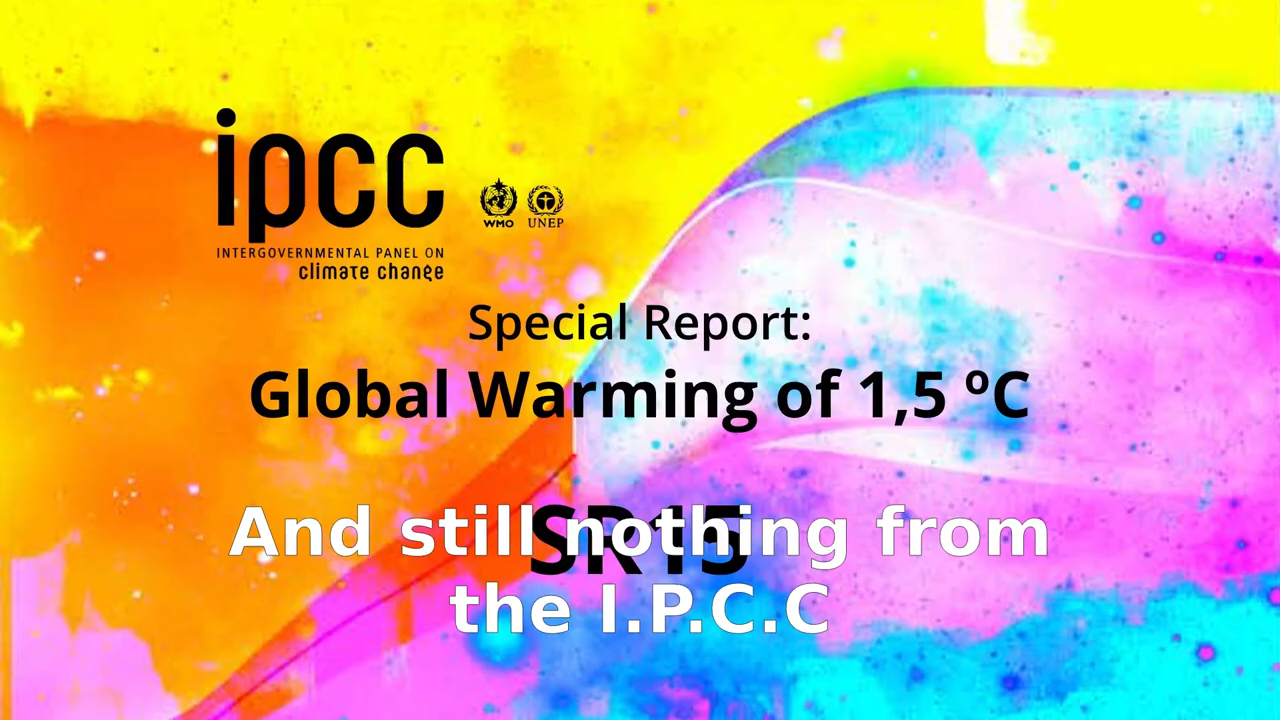 ipcc
INTERGOVERNMENTAL PANEL ON
climate change
WMO
UNEP
Special Report:
Global Warming of 1,5 ºC
SR15
And still nothing from
the I.P.C.C